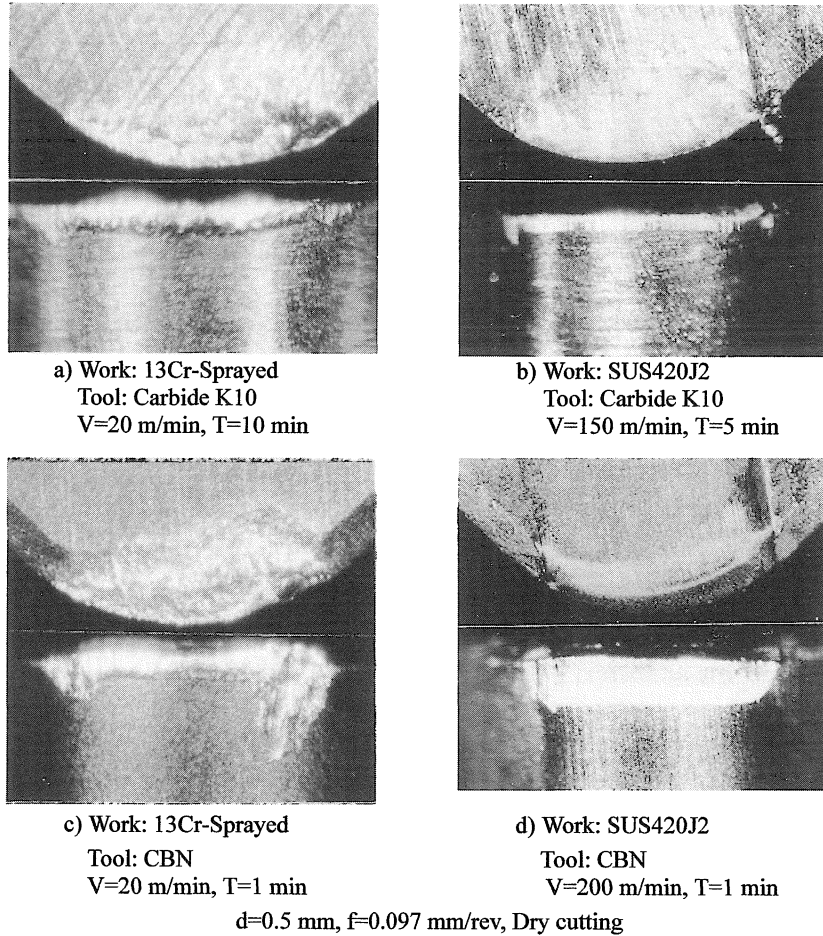 a) Work: 13Cr-Sprayed
Tool: Carbide K10
V=20 m/min, T=10 min
b) Work: SUS420J2
Tool: Carbide K10
V=150 m/min, T=5 min
c) Work: 13Cr-Sprayed
Tool: CBN
V=20 m/min, T=1 min
d) Work: SUS420J2
Tool: CBN
V=200 m/min, T=1 min
d=0.5 mm, f=0.097 mm/rev, Dry cutting